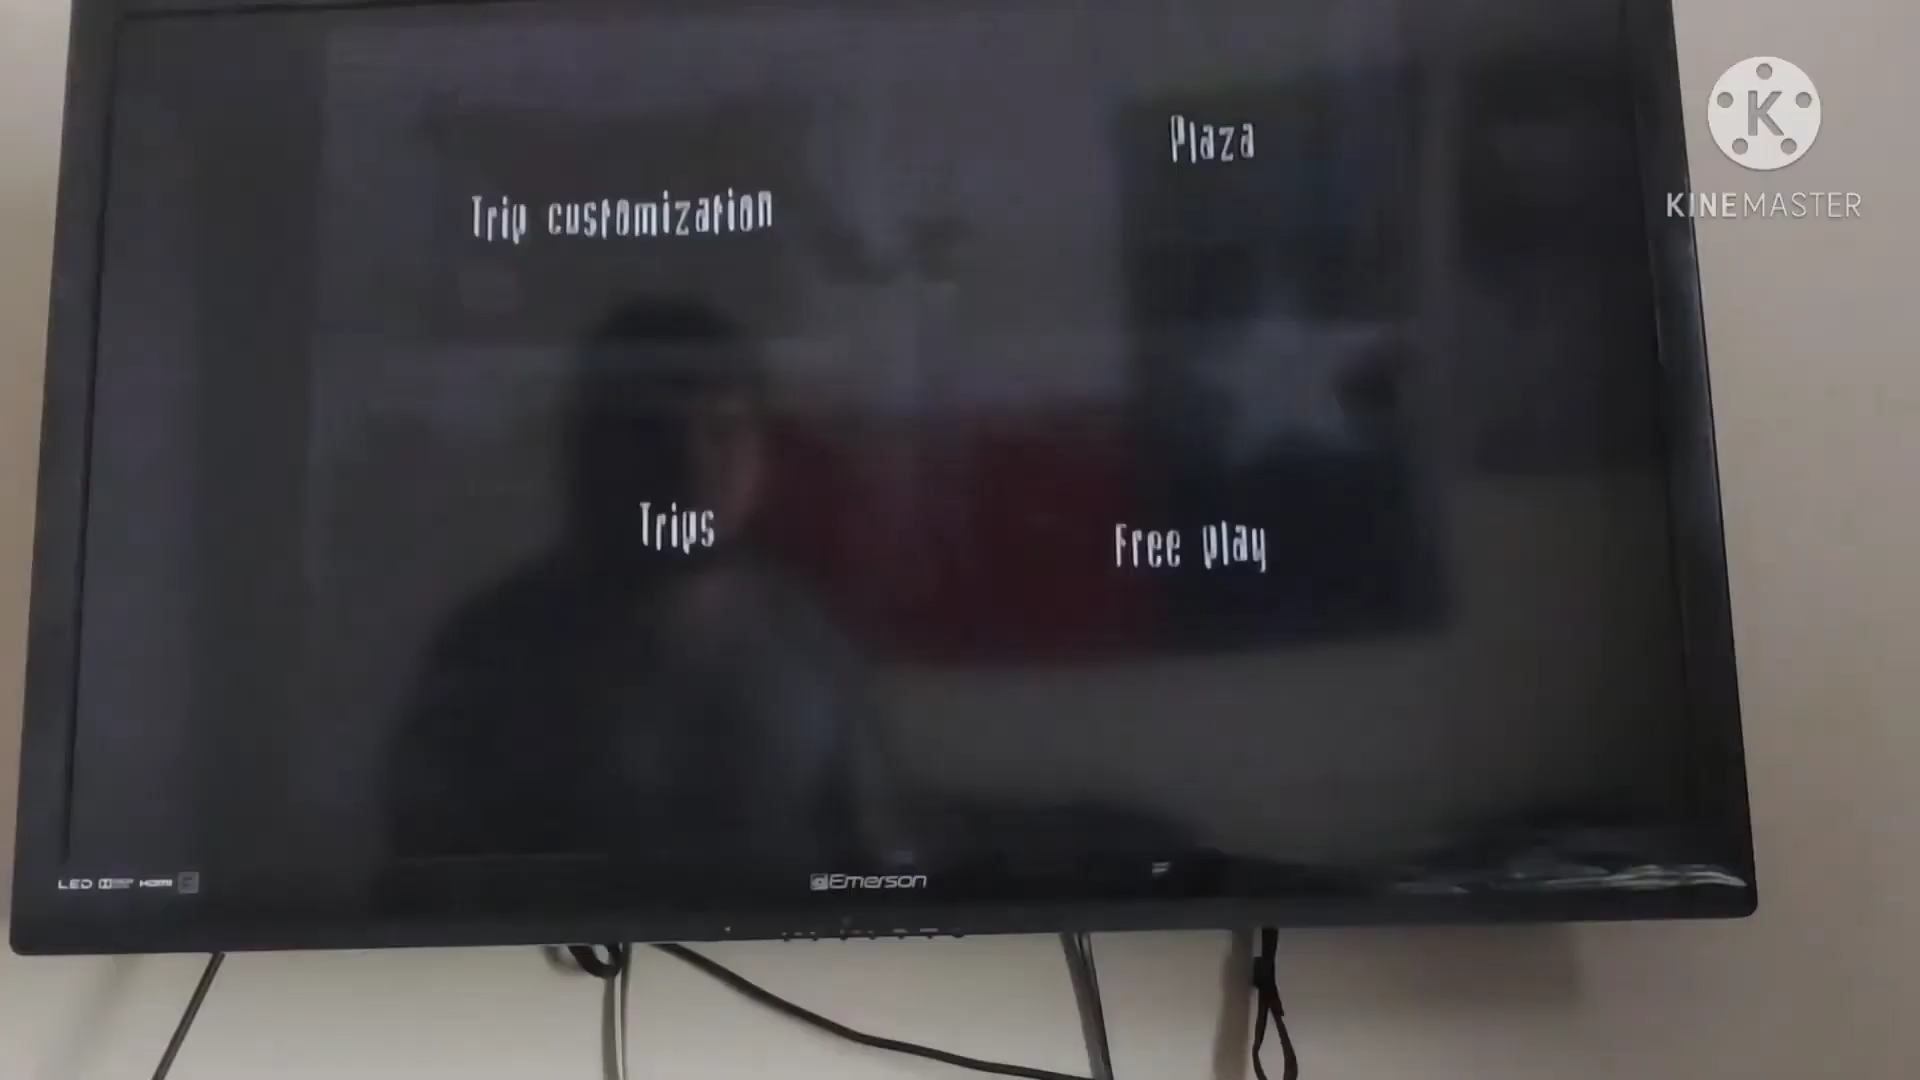 Plaza
Trip customization
Trips
Free play
K
KINEMASTER
LED
HDMI
Emerson